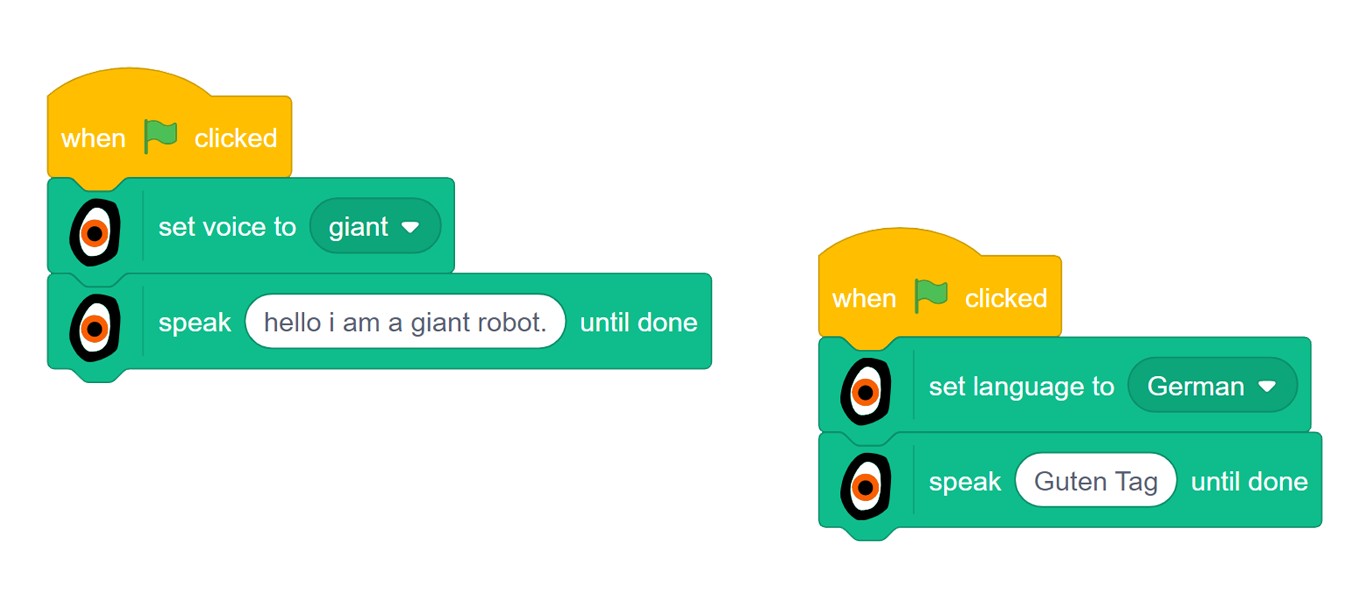 when clicked
set voice to giant
speak hello i am a giant robot. until done
when clicked
set language to German
speak Guten Tag until done